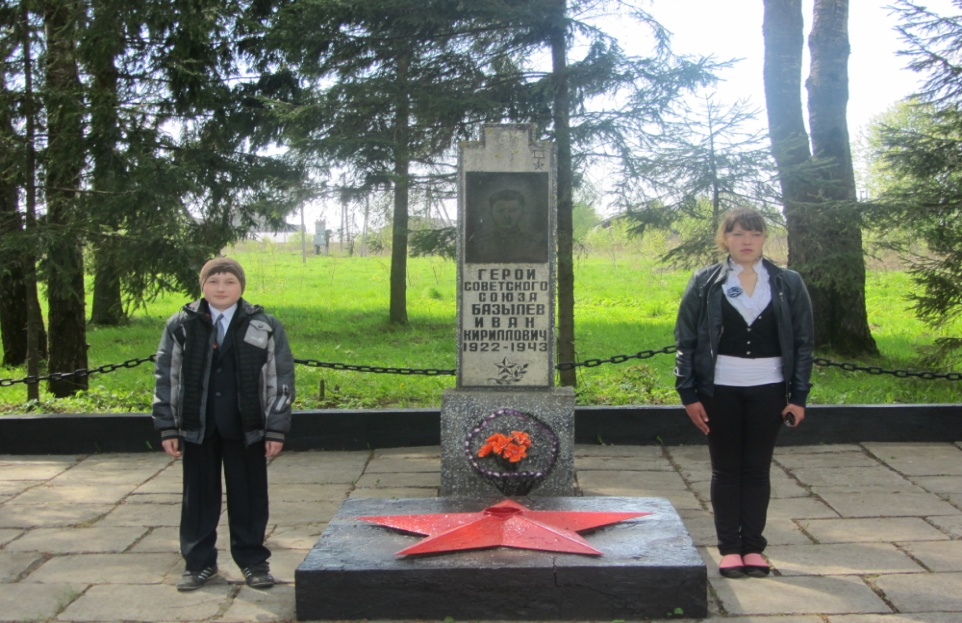 ГЕРОЙ
СОВЕТСКОГО
СОЮЗА
БАЗЫЛЕВ
ИВАН
КИРИЛЛОВИЧ
1922-1943